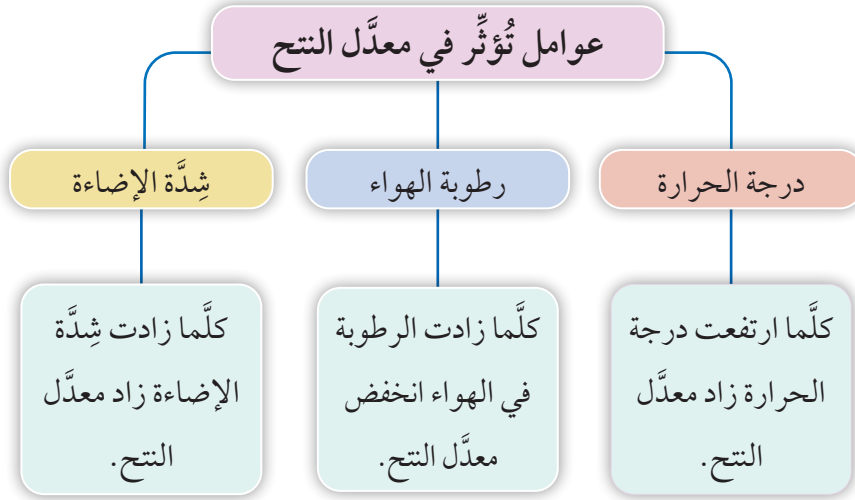 عوامل تُؤثِّر في معدَّل النتح
درجة الحرارة
رطوبة الهواء
شِدَّة الإضاءة
كلَّما ارتفعت درجة
الحرارة زاد معدَّل
النتح.
كلَّما زادت الرطوبة
في الهواء انخفض
معدَّل النتح.
كلَّما زادت شِدَّة
الإضاءة زاد معدَّل
النتح.